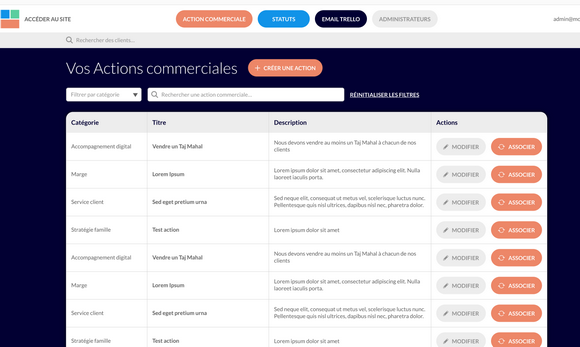 ACCÉDER AU SITE
ACTION COMMERCIALE
STATUTS
EMAIL TRELLO
ADMINISTRATEURS
admin@mc
Rechercher des clients...
Vos Actions commerciales
+ CRÉER UNE ACTION
Filtrer par catégorie
Rechercher une action commerciale...
RÉINITIALISER LES FILTRES
Catégorie Titre Description Actions
Accompagnement digital Vendre un Taj Mahal Nous devons vendre au moins un Taj Mahal à chacun de nos
clients
MODIFIER ASSOCIER
Marge Lorem Ipsum Lorem ipsum dolor sit amet, consectetur adipiscing elit. Nulla
laoreet iaculis porta.
MODIFIER ASSOCIER
Service client Sed eget pretium urna Sed neque elit, consequat ut metus vel, scelerisque luctus nunc.
Pellentesque quis nisl ultrices, dapibus nisl nec, pharetra dolor.
MODIFIER ASSOCIER
Stratégie famille Test action Lorem ipsum dolor sit amet MODIFIER ASSOCIER
Accompagnement digital Vendre un Taj Mahal Nous devons vendre au moins un Taj Mahal à chacun de nos
clients
MODIFIER ASSOCIER
Marge Lorem Ipsum Lorem ipsum dolor sit amet, consectetur adipiscing elit. Nulla
laoreet iaculis porta.
MODIFIER ASSOCIER
Service client Sed eget pretium urna Sed neque elit, consequat ut metus vel, scelerisque luctus nunc.
Pellentesque quis nisl ultrices, dapibus nisl nec, pharetra dolor.
MODIFIER ASSOCIER
Stratégie famille Test action Lorem ipsum dolor sit amet MODIFIER ASSOCIER